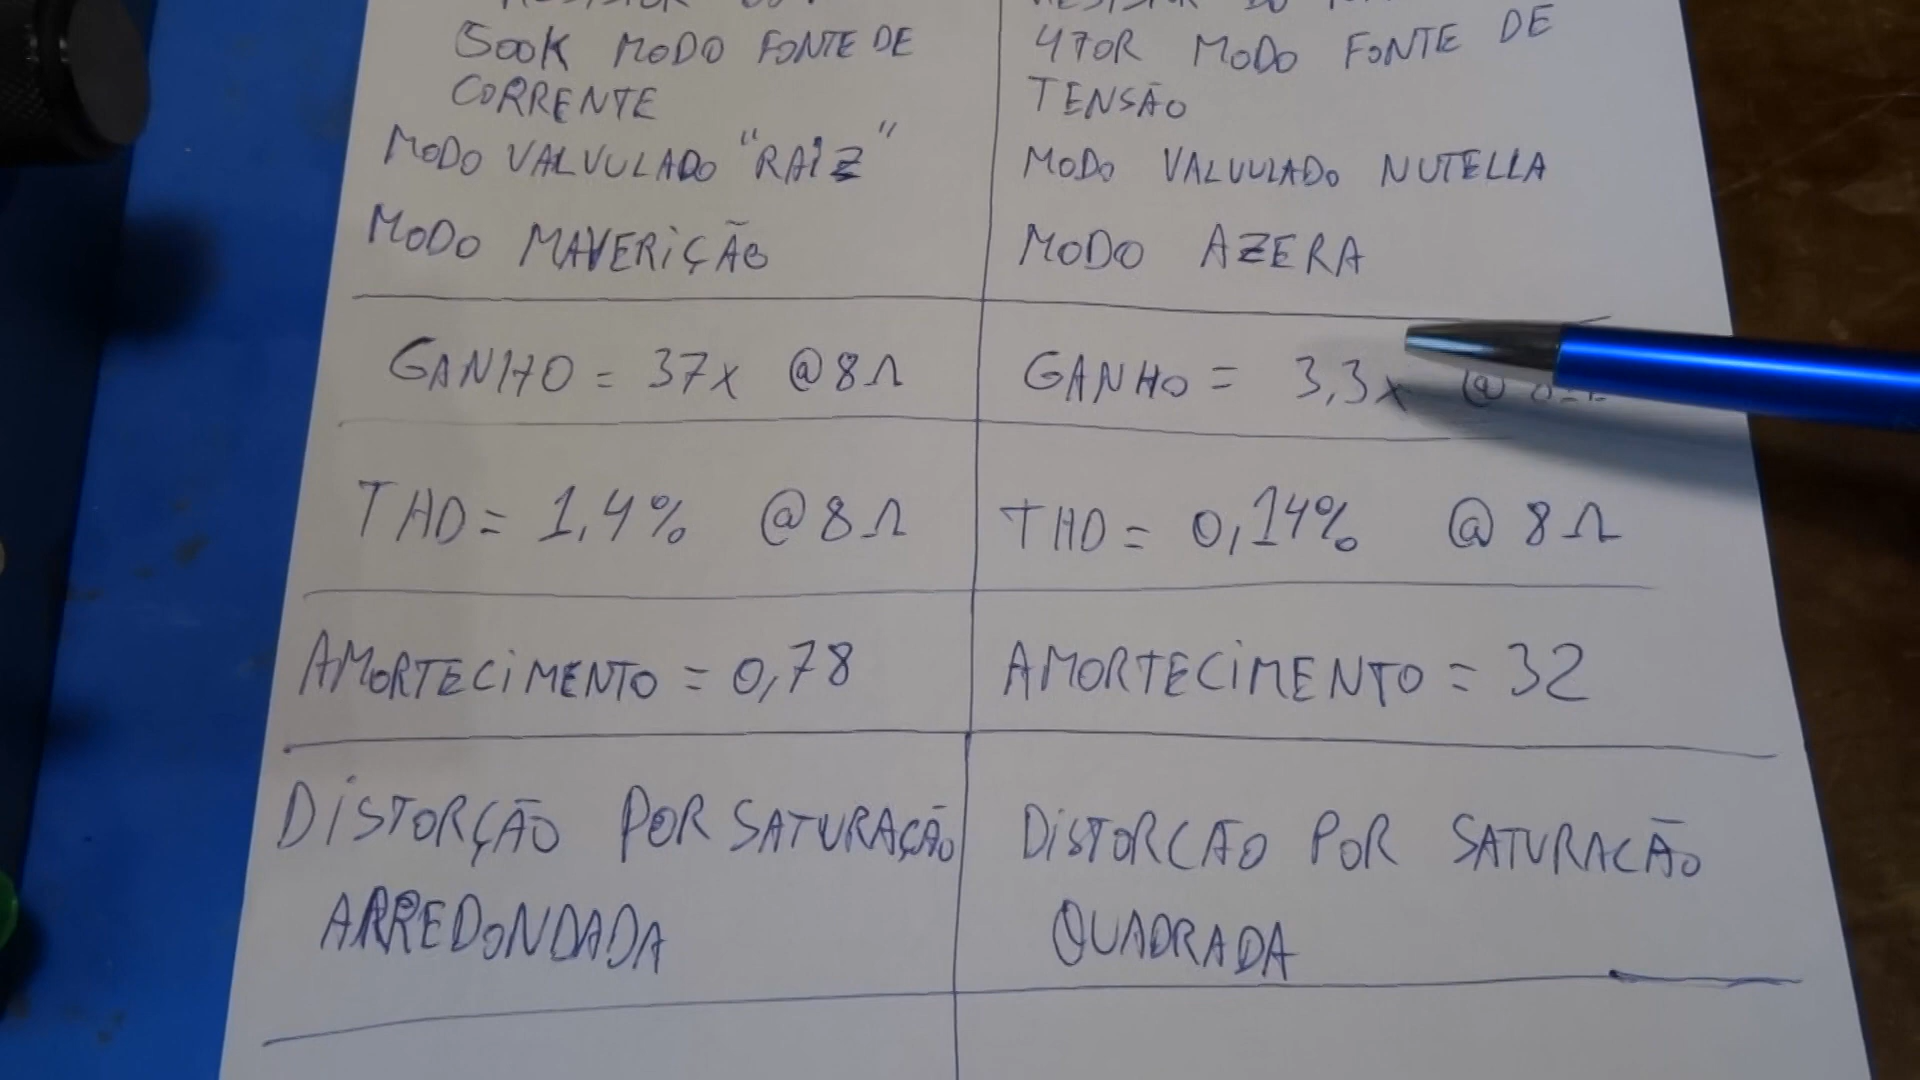 500K MODO FONTE DE
CORRENTE
MODO VALVULADO "RAIZ"
MODO MAVERIÇÃO
GANHO = 37x @8Ω
THD = 1,4% @8Ω
AMORTECIMENTO = 0,78
DISTORÇÃO POR SATURAÇÃO
ARREDONDADA
470R MODO FONTE DE
TENSÃO
MODO VALVULADO NUTELLA
MODO AZERA
GANHO = 3,3x @
THD = 0,14% @ 8Ω
AMORTECIMENTO = 32
DISTORCÃO POR SATURACÃO
QUADRADA